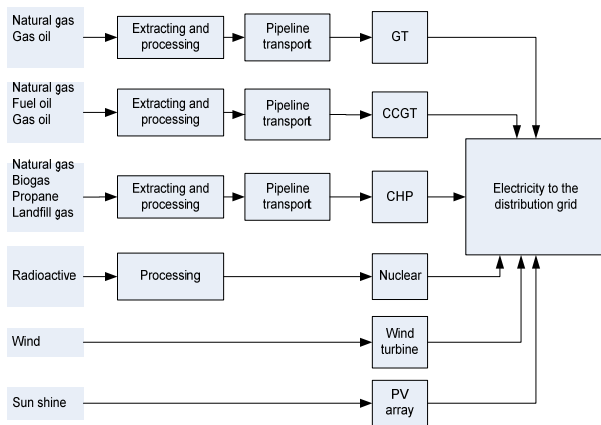 Natural gas
Gas oil
Extracting and
processing
Pipeline
transport
GT
Natural gas
Fuel oil
Gas oil
Extracting and
processing
Pipeline
transport
CCGT
Natural gas
Biogas
Propane
Landfill gas
Extracting and
processing
Pipeline
transport
CHP
Electricity to the
distribution grid
Radioactive
Processing
Nuclear
Wind
Wind
turbine
Sun shine
PV
array